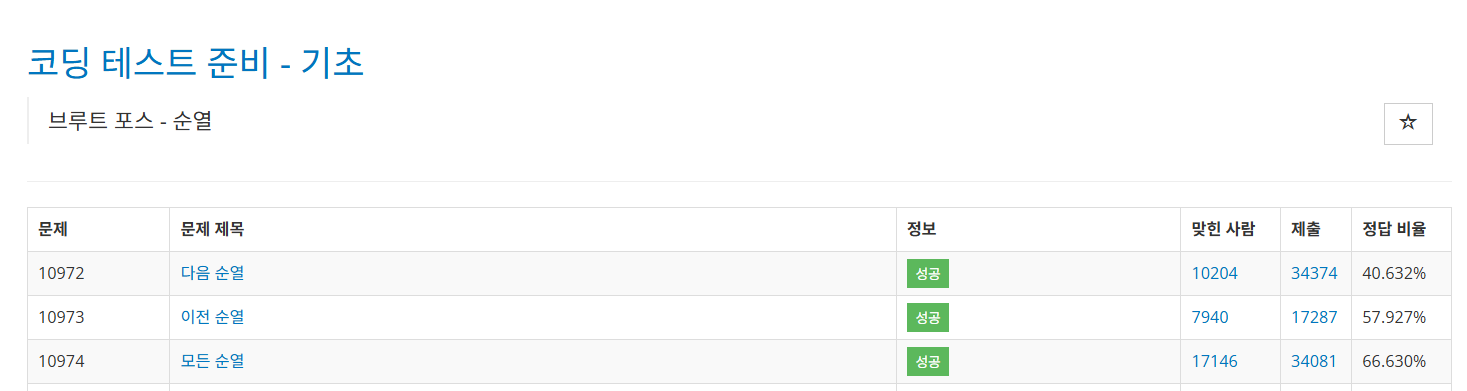 코딩 테스트 준비 - 기초
브루트 포스 - 순열
문제 문제 제목 정보 맞힌 사람 제출 정답 비율
10972 다음 순열 성공 10204 34374 40.632%
10973 이전 순열 성공 7940 17287 57.927%
10974 모든 순열 성공 17146 34081 66.630%